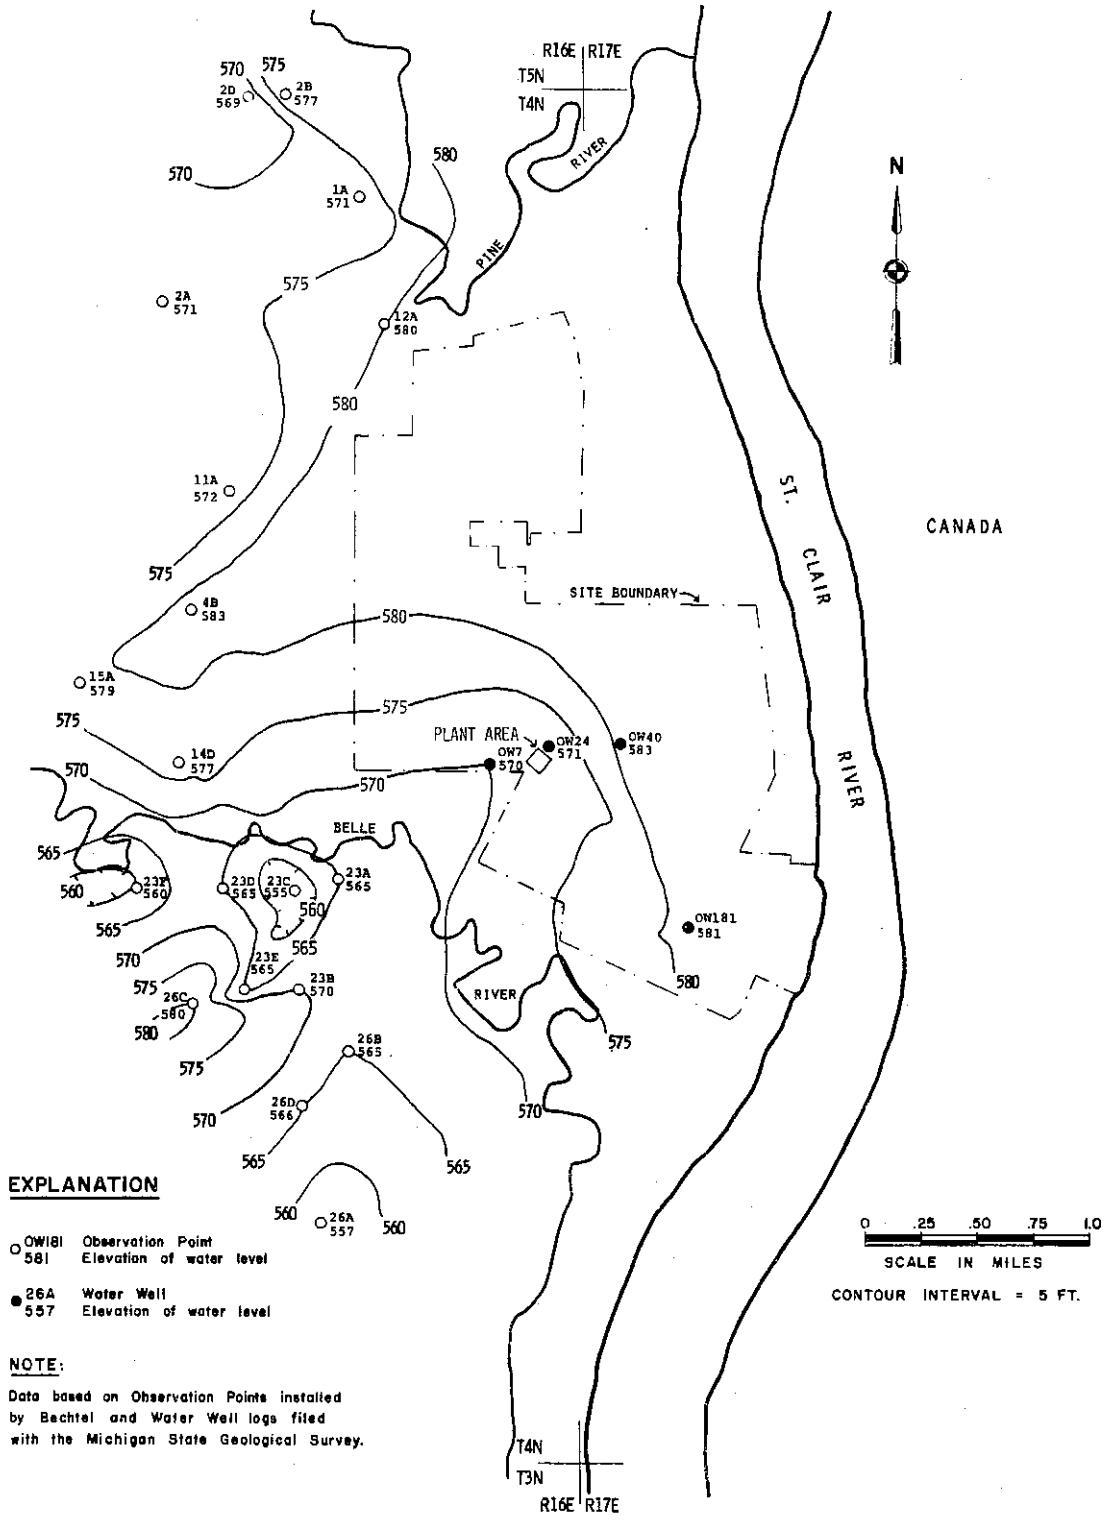 R16E R17E
T5N
T4N
570
575
2D
569
2B
577
580
RIVER
570
1A
571
N
PINE
575
2A
571
12A
580
580
11A
572
ST. CLAIR RIVER
CANADA
575
SITE BOUNDARY
4B
583
580
15A
579
575
575
PLANT AREA
OW24
571
OW40
583
14D
577
OW7
570
570
570
BELLE
565
23F
560
23D
565
23C
555
23A
565
560
560
565
OW181
581
565
570
23E
565
23B
570
575
RIVER
580
26C
580
580
575
575
26B
565
570
26D
566
570
565
565
560
26A
557
560
EXPLANATION
OW181 Observation Point
581 Elevation of water level
26A Water Well
557 Elevation of water level
0 .25 .50 .75 1.0
SCALE IN MILES
CONTOUR INTERVAL = 5 FT.
NOTE:
Data based on Observation Points installed
by Bechtel and Water Well logs filed
with the Michigan State Geological Survey.
T4N
T3N
R16E R17E